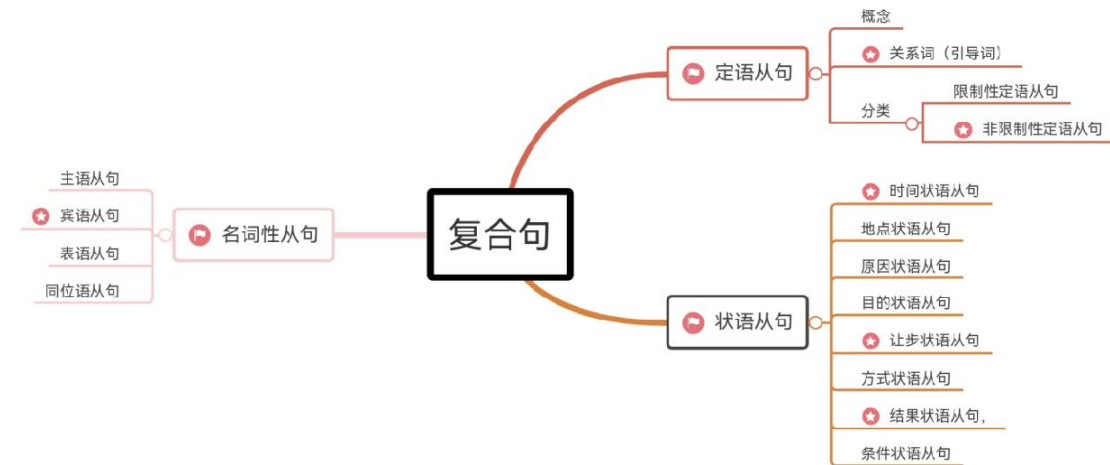 复合句
定语从句
概念
关系词（引导词）
分类
限制性定语从句
非限制性定语从句
状语从句
时间状语从句
地点状语从句
原因状语从句
目的状语从句
让步状语从句
方式状语从句
结果状语从句，
条件状语从句
名词性从句
主语从句
宾语从句
表语从句
同位语从句